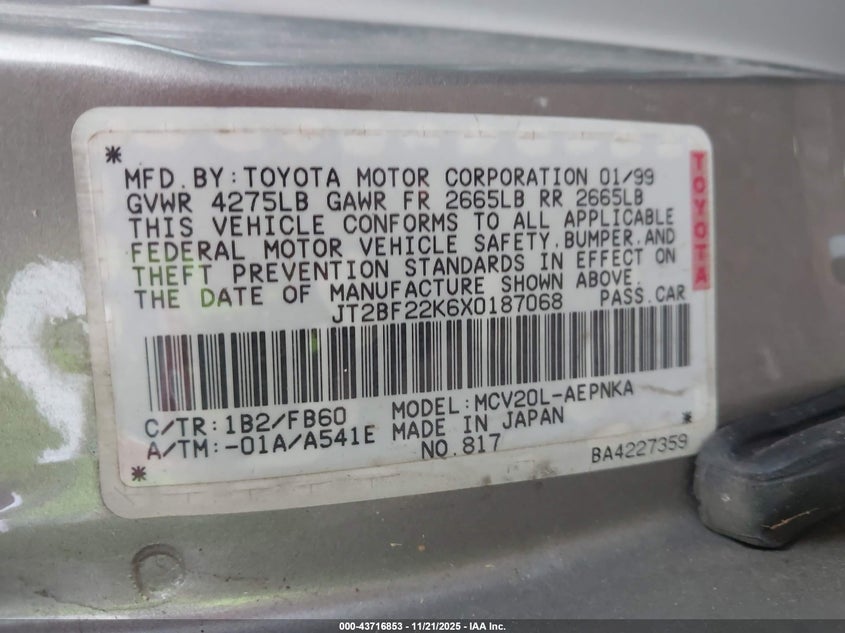 MFD.BY:TOYOTA MOTOR CORPORATION 01/99
GVWR 4275LB GAWR FR 2665LB RR 2665LB
THIS VEHICLE CONFORMS TO ALL APPLICABLE
FEDERAL MOTOR VEHICLE SAFETY,BUMPER,AND
THEFT PREVENTION STANDARDS IN EFFECT ON
THE DATE OF MANUFACTURE SHOWN ABOVE.
JT2BF22K6X0187068 PASS.CAR
TOYOTA
C/TR:1B2/FB60 MODEL:MCV20L-AEPNKA
A/TM:-01A/A541E MADE IN JAPAN
NO.817 BA4227359
000-43716853 - 11/21/2025 - IAA Inc.